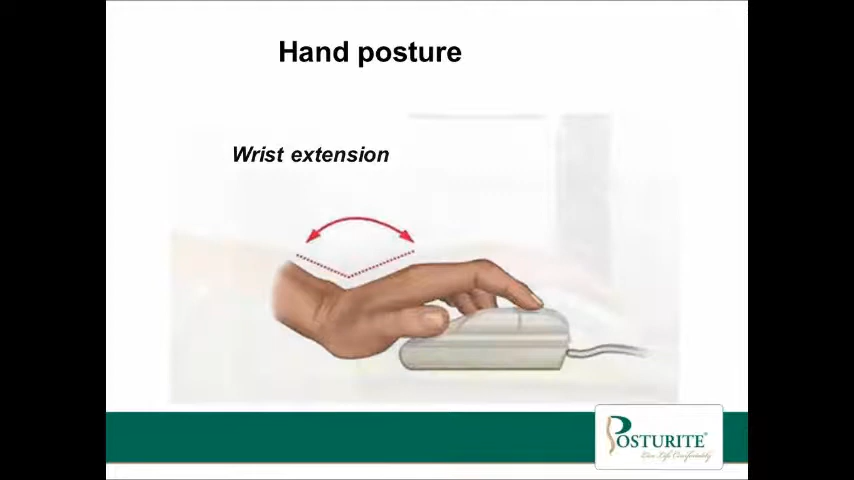 Hand posture
Wrist extension
POSTURITE®
Live Life Comfortably